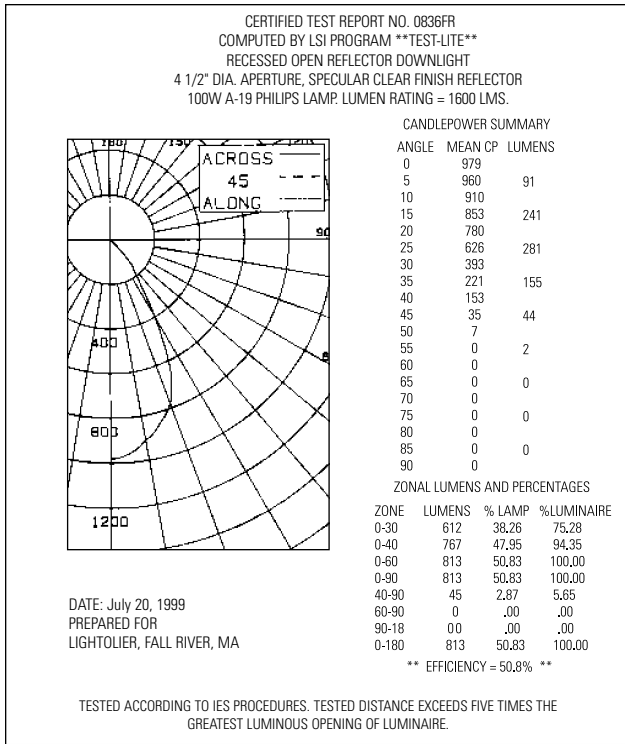 CERTIFIED TEST REPORT NO. 0836FR
COMPUTED BY LSI PROGRAM **TEST-LITE**
RECESSED OPEN REFLECTOR DOWNLIGHT
4 1/2" DIA. APERTURE, SPECULAR CLEAR FINISH REFLECTOR
100W A-19 PHILIPS LAMP. LUMEN RATING = 1600 LMS.
180 150
ACROSS
45
ALONG
90
400
800
1200
CANDLEPOWER SUMMARY
ANGLE MEAN CP LUMENS
0 979
5 960 91
10 910
15 853 241
20 780
25 626 281
30 393
35 221 155
40 153
45 35 44
50 7
55 0 2
60 0
65 0 0
70 0
75 0 0
80 0
85 0 0
90 0
ZONAL LUMENS AND PERCENTAGES
ZONE LUMENS % LAMP %LUMINAIRE
0-30 612 38.26 75.28
0-40 767 47.95 94.35
0-60 813 50.83 100.00
0-90 813 50.83 100.00
40-90 45 2.87 5.65
60-90 0 .00 .00
90-18 00 .00 .00
0-180 813 50.83 100.00
** EFFICIENCY = 50.8% **
DATE: July 20, 1999
PREPARED FOR
LIGHTOLIER, FALL RIVER, MA
TESTED ACCORDING TO IES PROCEDURES. TESTED DISTANCE EXCEEDS FIVE TIMES THE
GREATEST LUMINOUS OPENING OF LUMINAIRE.